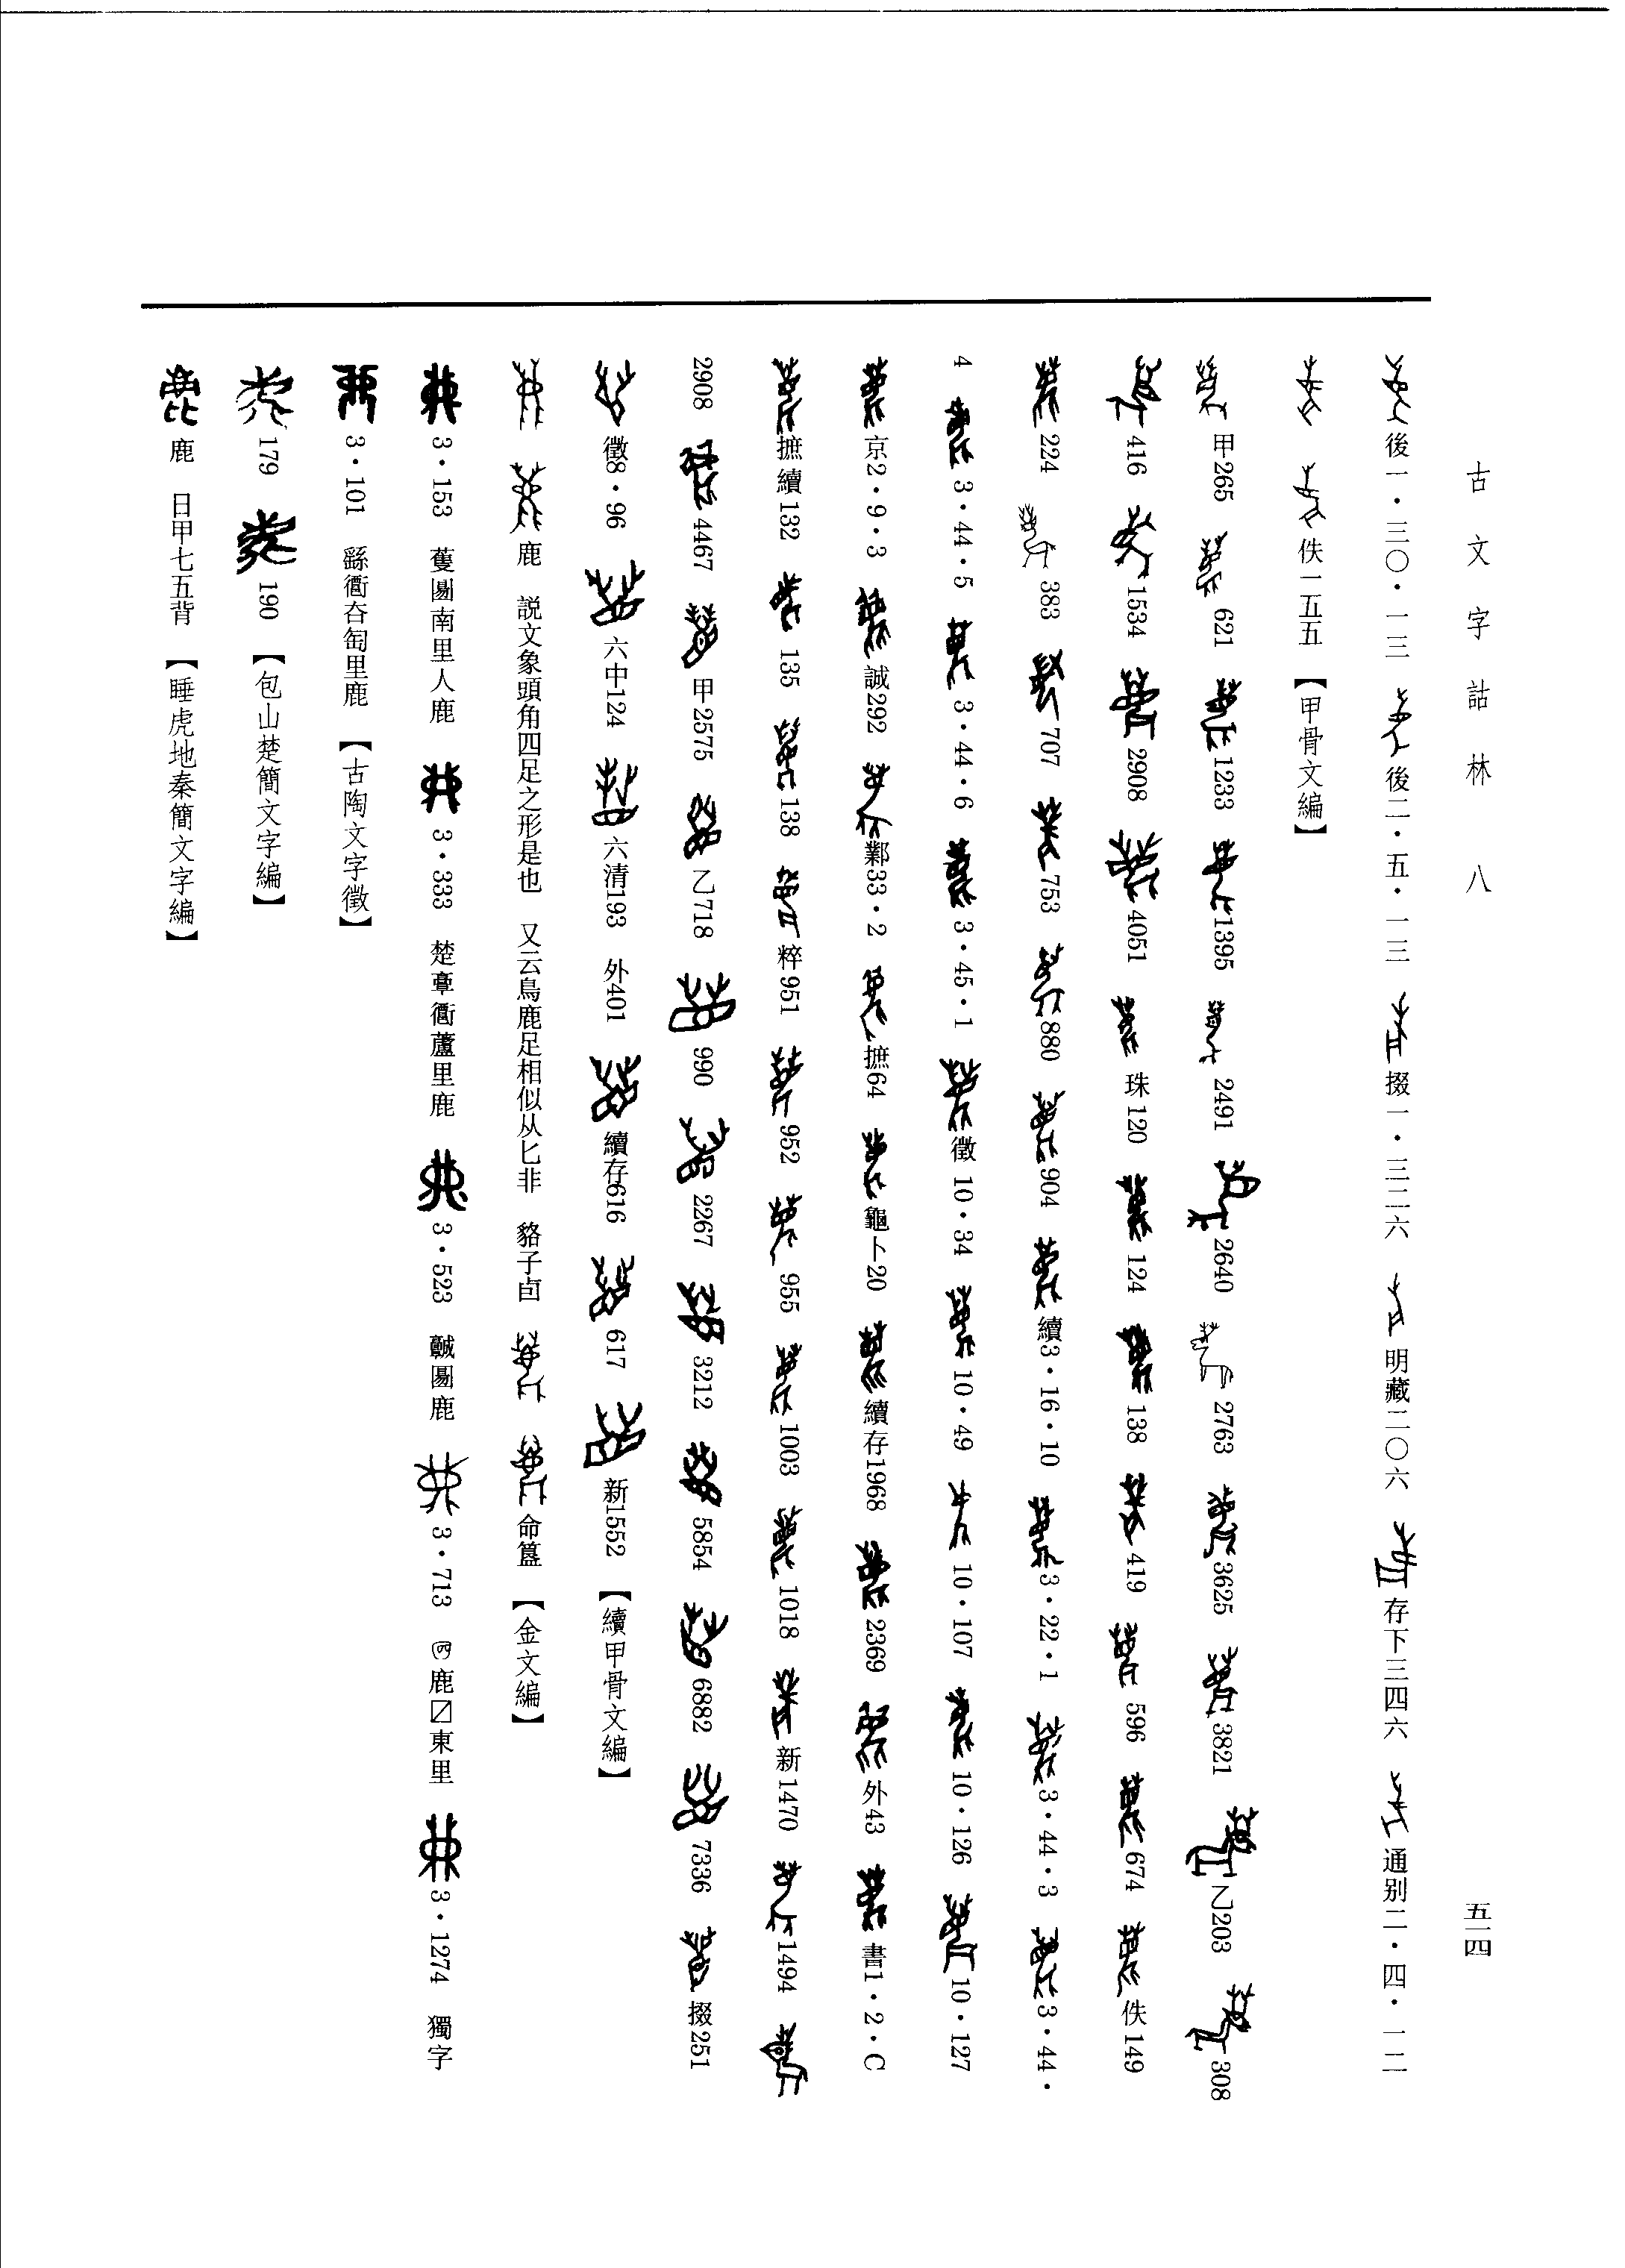 古文字詁林　八
五一四
後一・三〇・一三　後二・五・一三　掇一・三二六　明藏二〇六　存下三四六　通别二・四・一二
佚一五五　【甲骨文編】
甲265　621　1233　1395　2491　2640　2763　3625　3821　乙203　308
416　1534　2908　4051　珠120　124　138　419　596　674　佚149
224　383　707　753　880　904　續3・16・10　3・22・1　3・44・3　3・44・
4　3・44・5　3・44・6　3・45・1　徵10・34　10・49　10・107　10・126　10・127
京2・9・3　誠292　鄴33・2　摭64　龜卜20　續存1968　2369　外43　書1・2・C
摭續132　135　138　粹951　952　955　1003　1018　新1470　1494
2908　4467　甲2575　乙718　990　2267　3212　5854　6882　7336　掇251
徵8・96　六中124　六清193　外401　續存616　617　新1552　【續甲骨文編】
鹿　説文象頭角四足之形是也　又云鳥鹿足相似从匕非　貉子卣　命簋　【金文編】
3・153　蒦圆南里人鹿　3・333　楚衟蘆里鹿　3・523　圆鹿　3・713　鹿〼東里　3・1274　獨字
3・101　繇衟匋里鹿　【古陶文字徵】
179　190　【包山楚簡文字編】
鹿　日甲七五背　【睡虎地秦簡文字編】